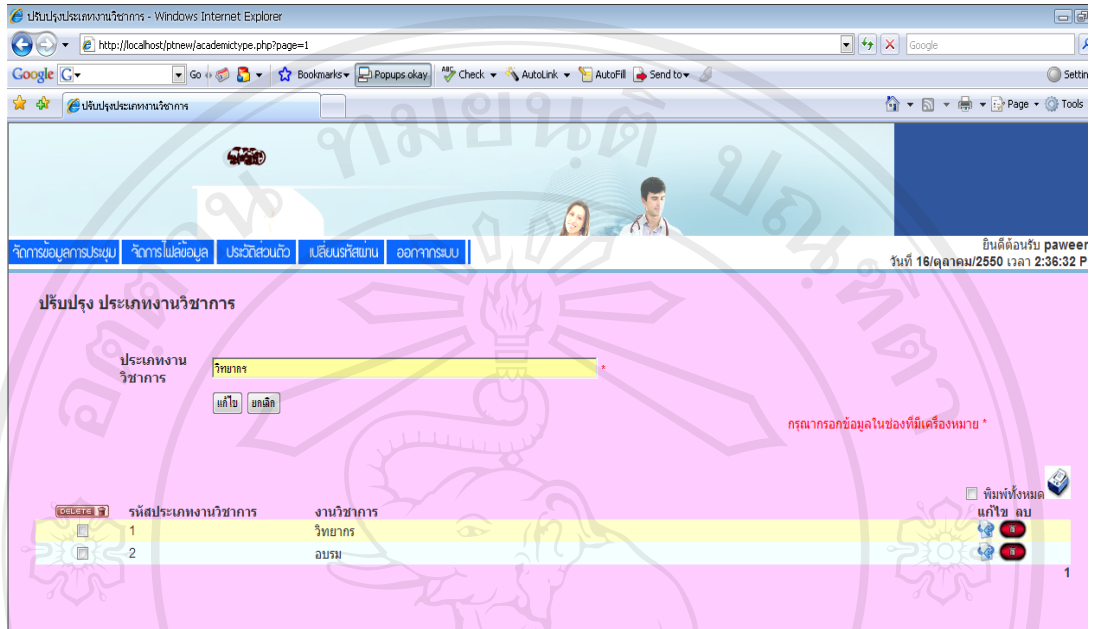 ปรับปรุงประเภทงานวิชาการ - Windows Internet Explorer
http://localhost/ptnew/academictype.php?page=1
Google
Google G Go Bookmarks Popups okay Check AutoLink AutoFill Send to Settin
ปรับปรุงประเภทงานวิชาการ Page Tools
จัดการข้อมูลการประชุม จัดการไฟล์ข้อมูล ประวัติส่วนตัว เปลี่ยนรหัสผ่าน ออกจากระบบ
ยินดีต้อนรับ paweer
วันที่ 16/ตุลาคม/2550 เวลา 2:36:32 P
ปรับปรุง ประเภทงานวิชาการ
ประเภทงาน
วิชาการ
วิทยากร *
แก้ไข ยกเลิก
กรุณากรอกข้อมูลในช่องที่มีเครื่องหมาย *
พิมพ์ทั้งหมด
DELETE รหัสประเภทงานวิชาการ งานวิชาการ แก้ไข ลบ
1 วิทยากร
2 อบรม
1